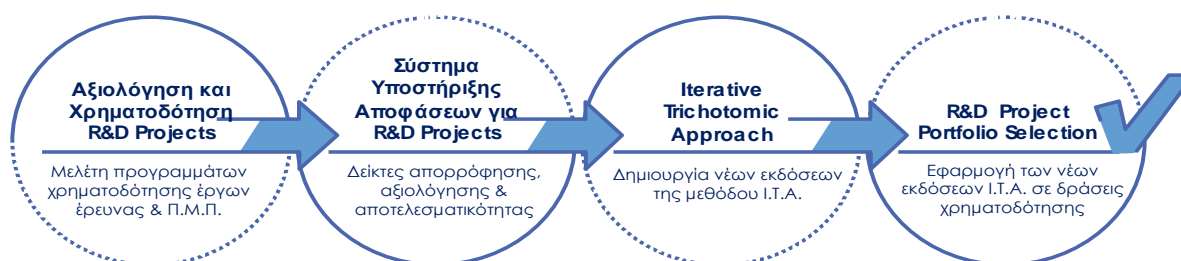 Αξιολόγηση και
Χρηματοδότηση
R&D Projects
Μελέτη προγραμμάτων
χρηματοδότησης έργων
έρευνας & Π.Μ.Π.
Σύστημα
Υποστήριξης
Αποφάσεων για
R&D Projects
Δείκτες απορρόφησης,
αξιολόγησης &
αποτελεσματικότητας
Iterative
Trichotomic
Approach
Δημιουργία νέων εκδόσεων
της μεθόδου Ι.Τ.Α.
R&D Project
Portfolio Selection
Εφαρμογή των νέων
εκδόσεων Ι.Τ.Α. σε δράσεις
χρηματοδότησης